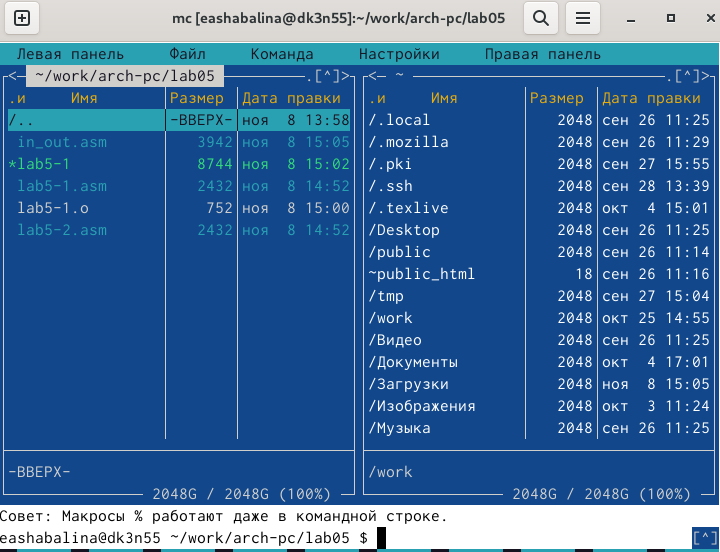 mc [eashabalina@dk3n55]:~/work/arch-pc/lab05
Левая панель Файл Команда Настройки Правая панель
<— ~/work/arch-pc/lab05 .[^]> <— ~ .[^]>
.и Имя Размер Дата правки .и Имя Размер Дата правки
/.. -ВВЕРХ- ноя 8 13:58 /.local 2048 сен 26 11:25
in_out.asm 3942 ноя 8 15:05 /.mozilla 2048 сен 26 11:29
*lab5-1 8744 ноя 8 15:02 /.pki 2048 сен 27 15:55
lab5-1.asm 2432 ноя 8 14:52 /.ssh 2048 сен 28 13:39
lab5-1.o 752 ноя 8 15:00 /.texlive 2048 окт 4 15:01
lab5-2.asm 2432 ноя 8 14:52 /Desktop 2048 сен 26 11:25
/public 2048 сен 26 11:14
~public_html 18 сен 26 11:16
/tmp 2048 сен 27 15:04
/work 2048 окт 25 14:55
/Видео 2048 сен 26 11:25
/Документы 2048 окт 4 17:01
/Загрузки 2048 ноя 8 15:05
/Изображения 2048 окт 3 11:24
/Музыка 2048 сен 26 11:25
-ВВЕРХ- /work
2048G / 2048G (100%) 2048G / 2048G (100%)
Совет: Макросы % работают даже в командной строке.
eashabalina@dk3n55 ~/work/arch-pc/lab05 $ [^]